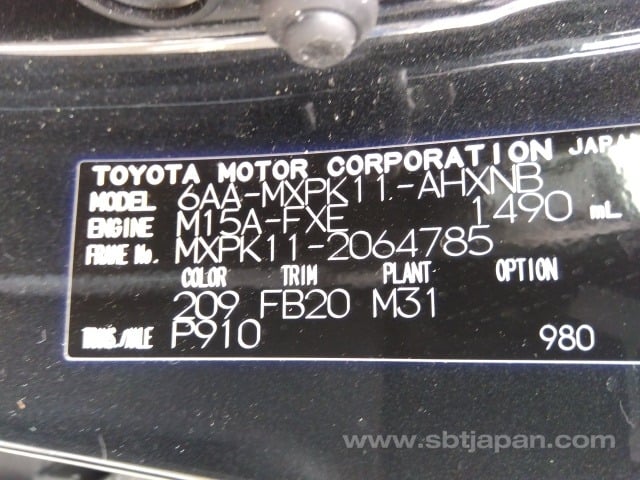 TOYOTA MOTOR CORPORATION JAPAN
MODEL 6AA-MXPK11-AHXNB
ENGINE M15A-FXE 1490 mL
FRAME No. MXPK11-2064785
COLOR TRIM PLANT OPTION
209 FB20 M31
TRANS./AXLE P910 980
www.sbtjapan.com